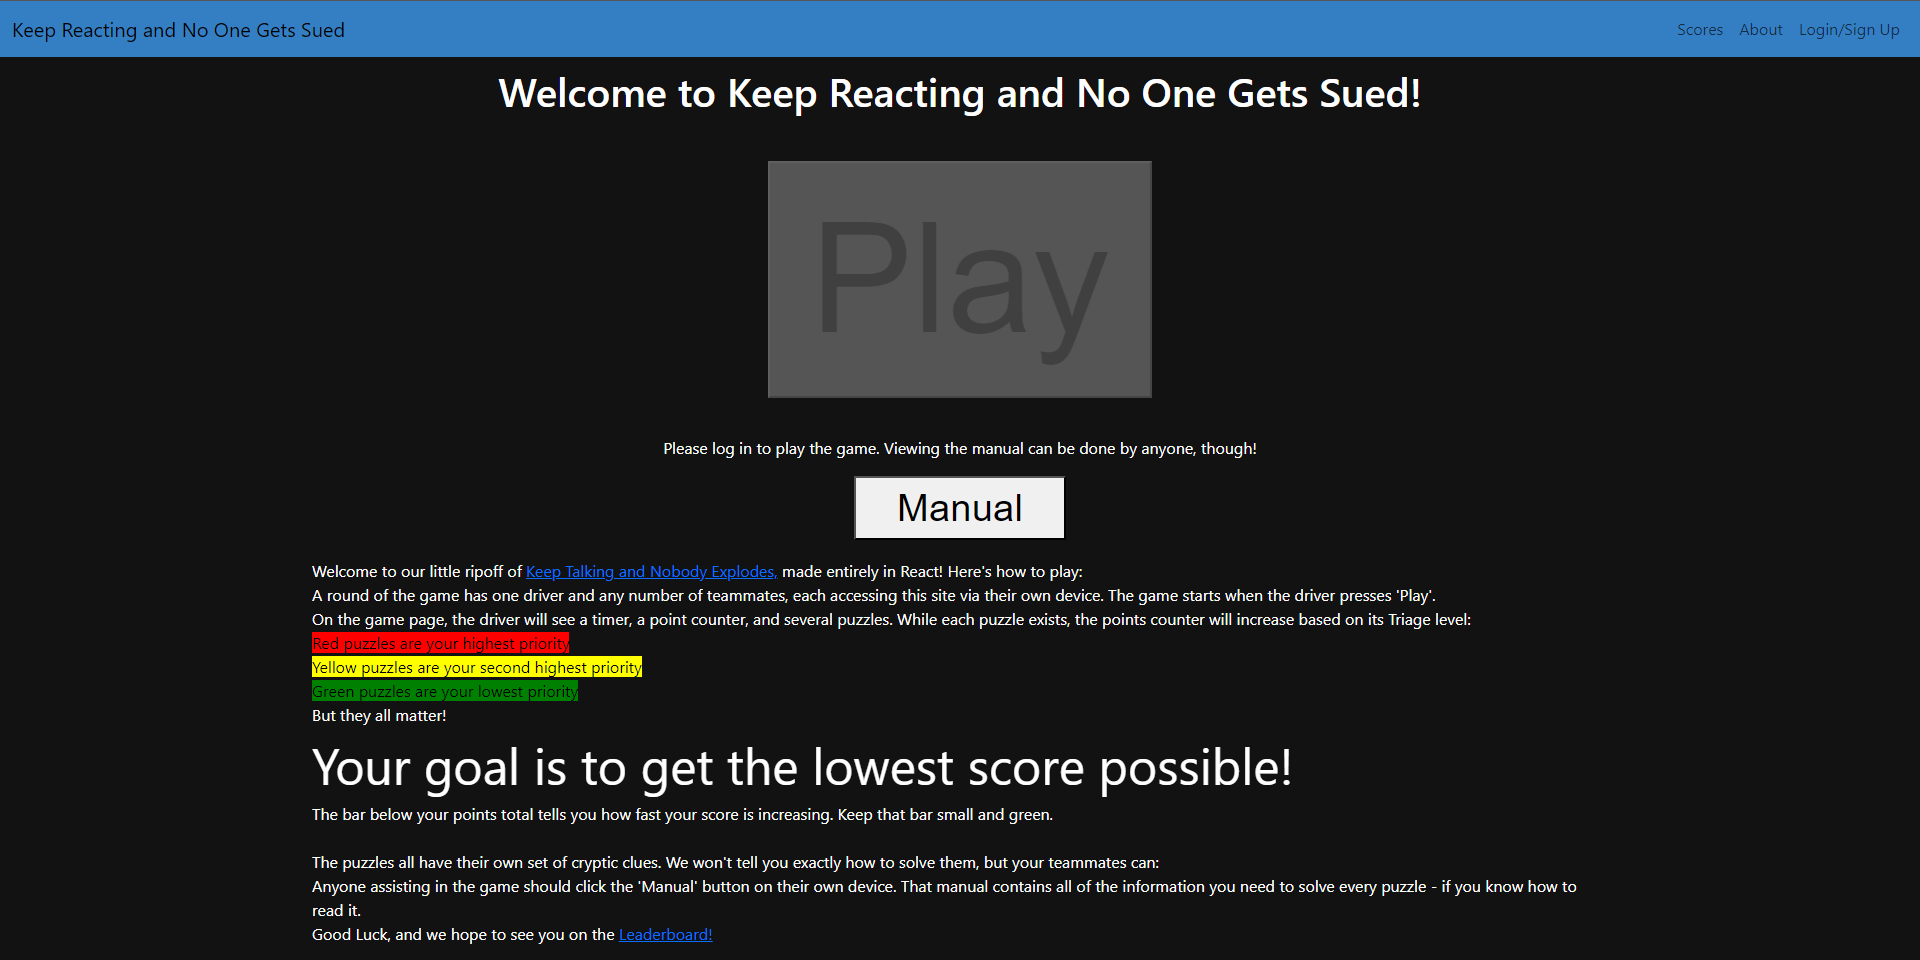 Keep Reacting and No One Gets Sued
Scores About Login/Sign Up
Welcome to Keep Reacting and No One Gets Sued!
Play
Please log in to play the game. Viewing the manual can be done by anyone, though!
Manual
Welcome to our little ripoff of Keep Talking and Nobody Explodes, made entirely in React! Here's how to play:
A round of the game has one driver and any number of teammates, each accessing this site via their own device. The game starts when the driver presses 'Play'.
On the game page, the driver will see a timer, a point counter, and several puzzles. While each puzzle exists, the points counter will increase based on its Triage level:
Red puzzles are your highest priority
Yellow puzzles are your second highest priority
Green puzzles are your lowest priority
But they all matter!
Your goal is to get the lowest score possible!
The bar below your points total tells you how fast your score is increasing. Keep that bar small and green.
The puzzles all have their own set of cryptic clues. We won't tell you exactly how to solve them, but your teammates can:
Anyone assisting in the game should click the 'Manual' button on their own device. That manual contains all of the information you need to solve every puzzle - if you know how to
read it.
Good Luck, and we hope to see you on the Leaderboard!